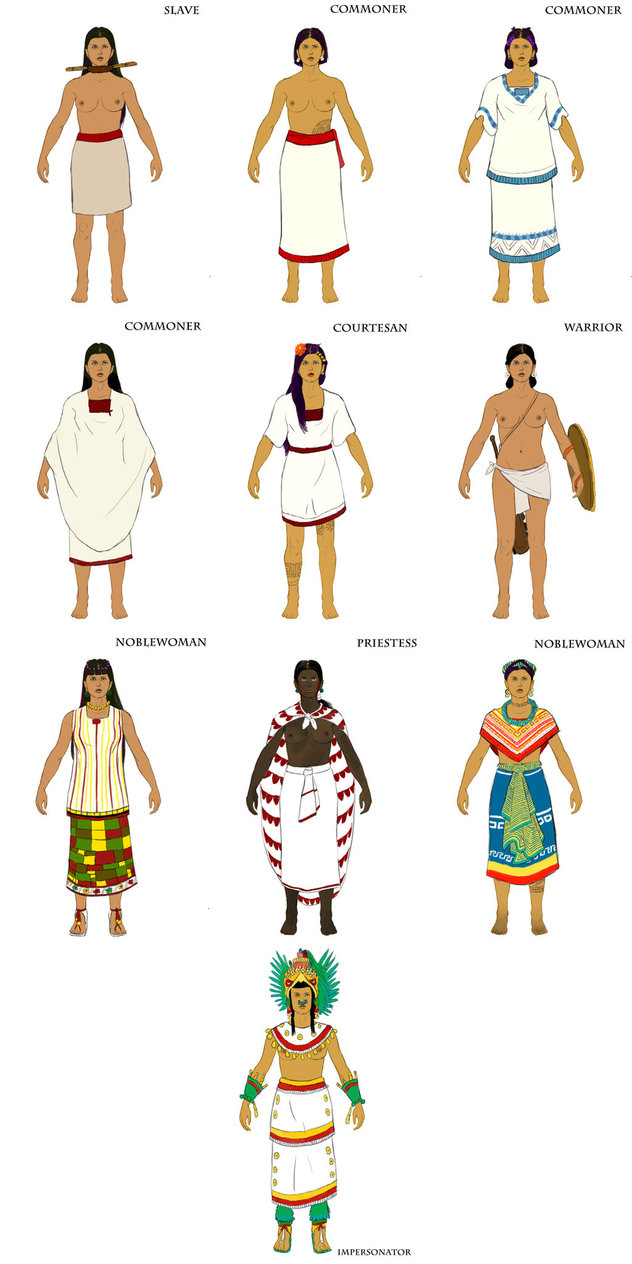 SLAVE
COMMONER
COMMONER
COMMONER
COURTESAN
WARRIOR
NOBLEWOMAN
PRIESTESS
NOBLEWOMAN
IMPERSONATOR